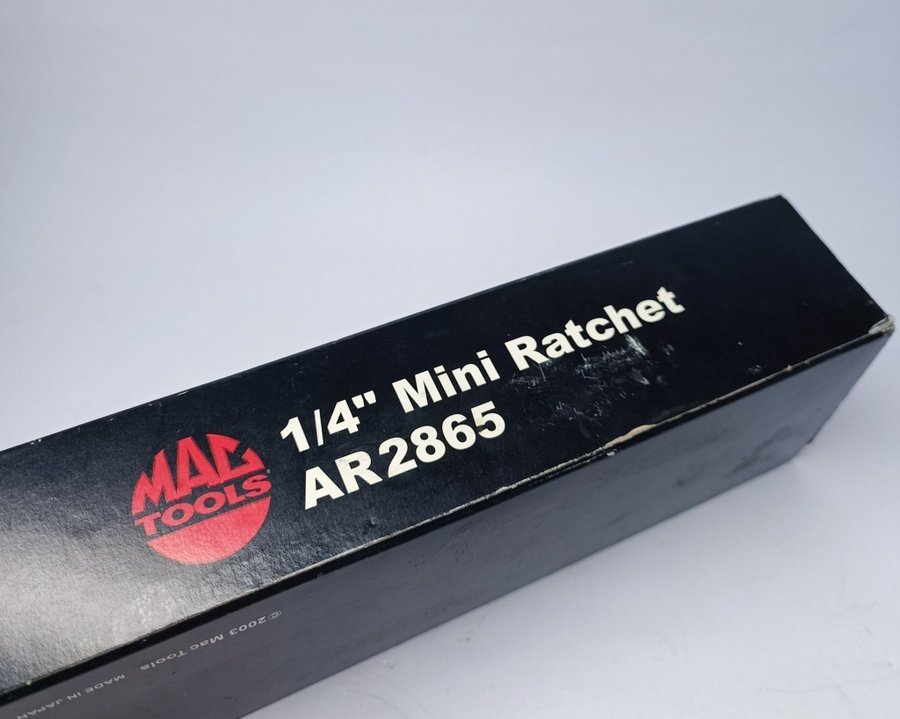 MAC
TOOLS
1/4" Mini Ratchet
AR2865
©2003 Mac Tools
MADE IN JAPAN